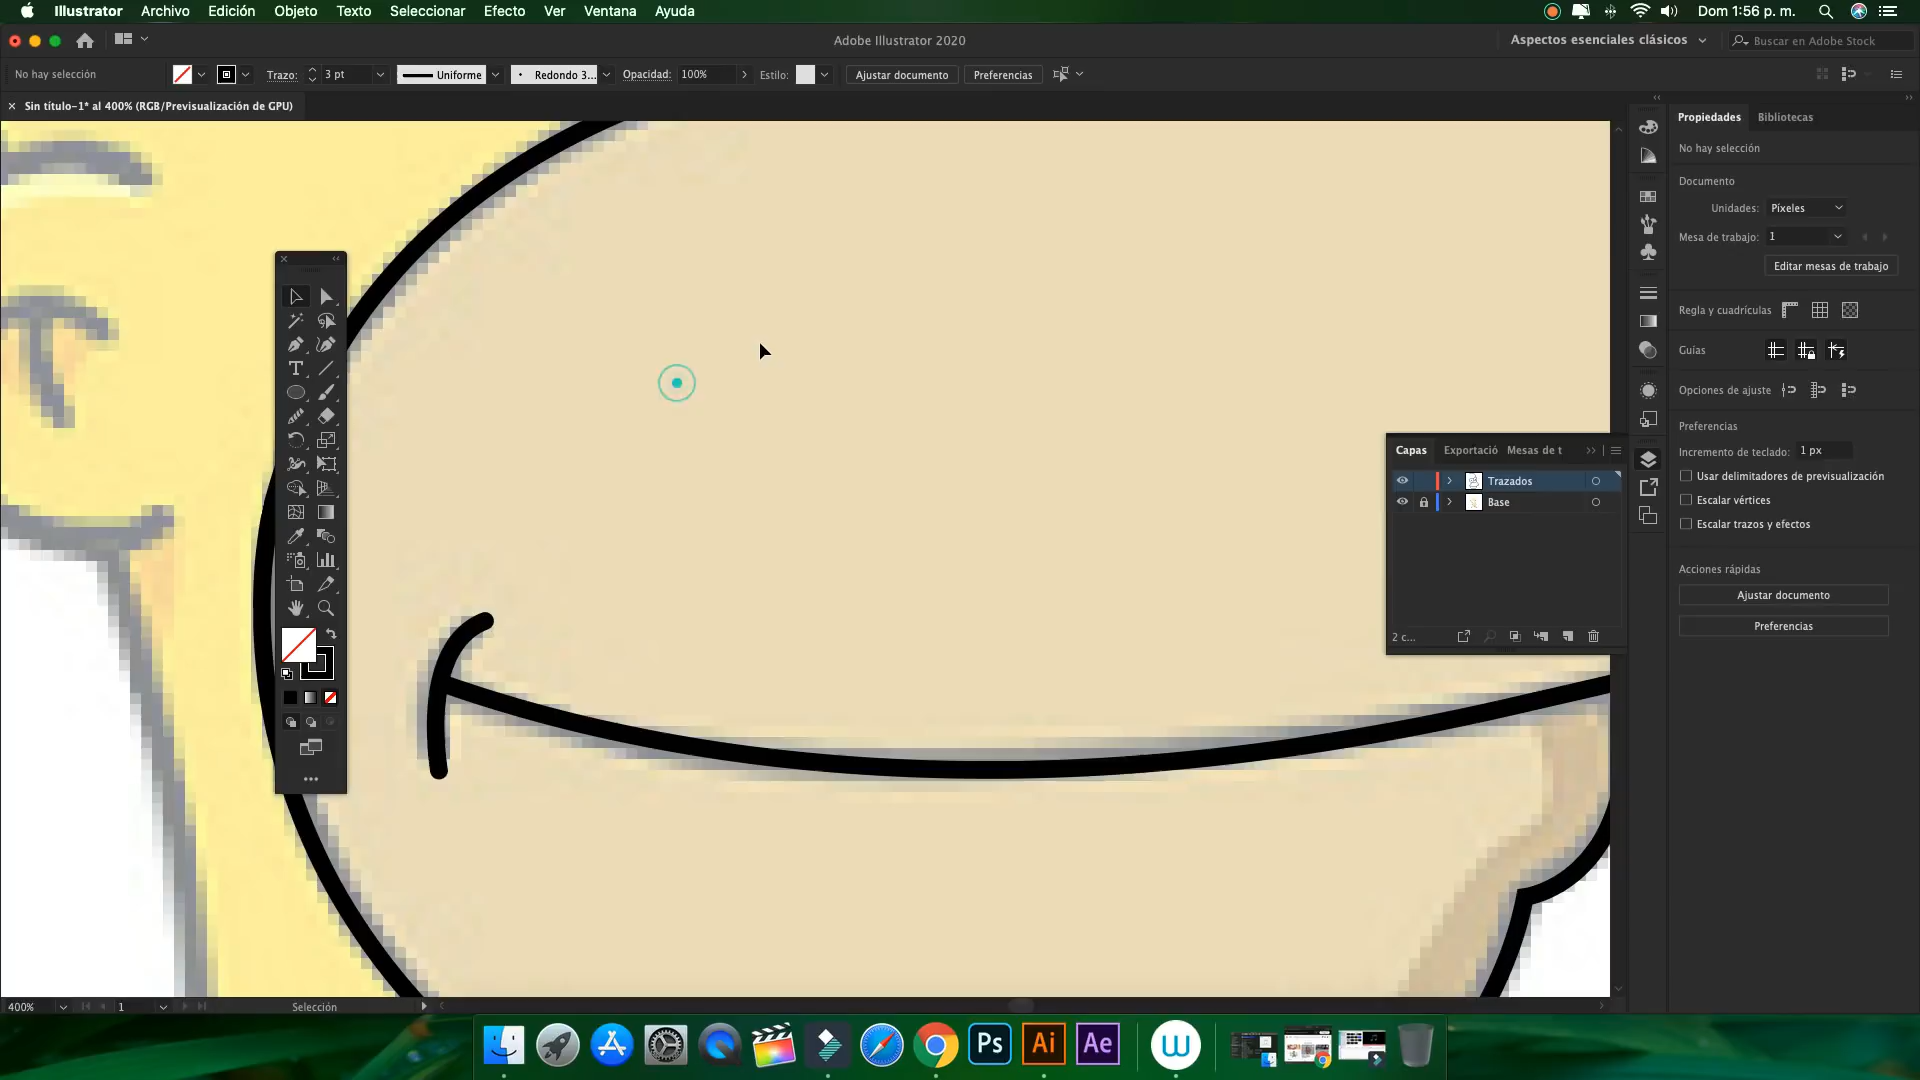 Illustrator Archivo Edición Objeto Texto Seleccionar Efecto Ver Ventana Ayuda Dom 1:56 p. m.
Adobe Illustrator 2020 Aspectos esenciales clásicos Buscar en Adobe Stock
No hay selección Trazo: 3 pt Uniforme Redondo 3... Opacidad: 100% Estilo: Ajustar documento Preferencias
Sin título-1* al 400% (RGB/Previsualización de GPU)
Propiedades Bibliotecas
No hay selección
Documento
Unidades: Píxeles
Mesa de trabajo: 1
Editar mesas de trabajo
Regla y cuadrículas
Guías
Opciones de ajuste
Preferencias
Incremento de teclado: 1 px
Usar delimitadores de previsualización
Escalar vértices
Escalar trazos y efectos
Acciones rápidas
Ajustar documento
Preferencias
Capas Exportació Mesas de t
Trazados
Base
2 c...
400% 1 Selección
Ps Ai Ae